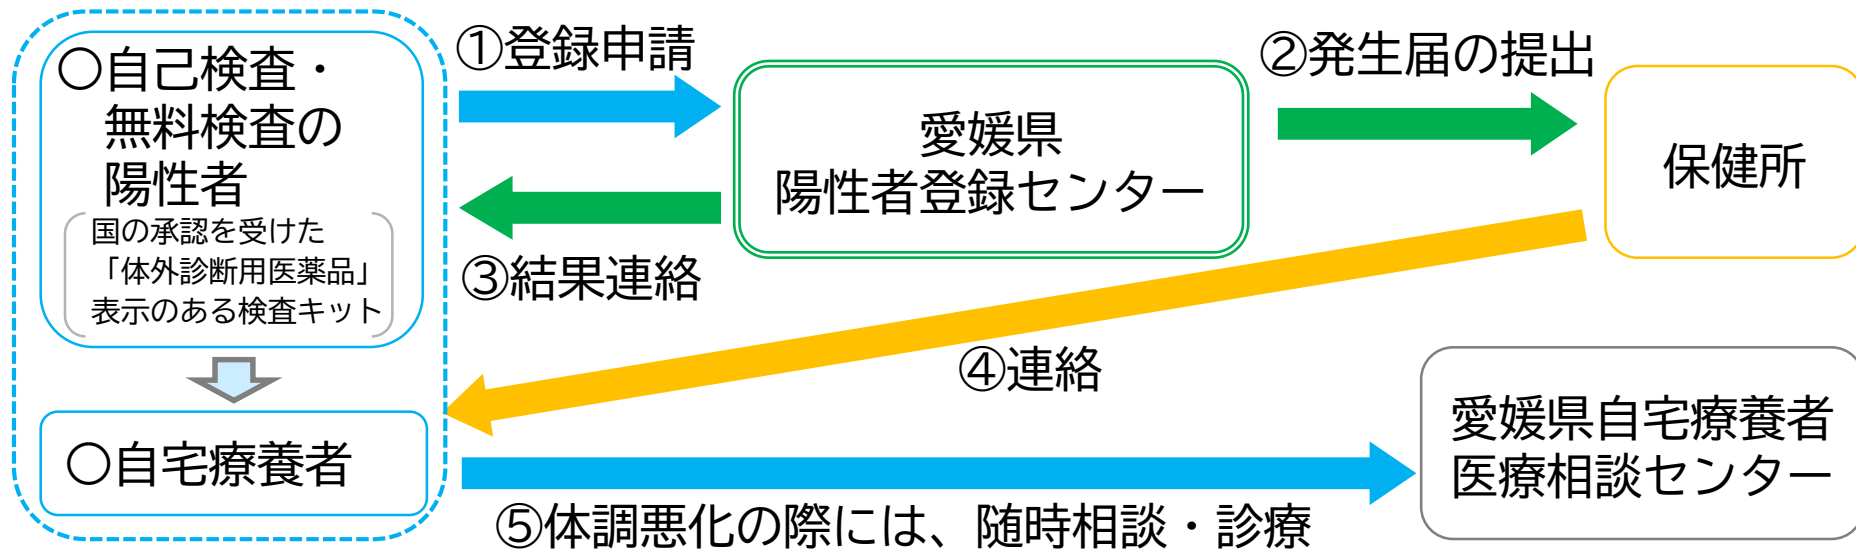 ①登録申請
②発生届の提出
〇自己検査・
無料検査の
陽性者
国の承認を受けた
「体外診断用医薬品」
表示のある検査キット
愛媛県
陽性者登録センター
保健所
③結果連絡
④連絡
〇自宅療養者
愛媛県自宅療養者
医療相談センター
⑤体調悪化の際には、随時相談・診療